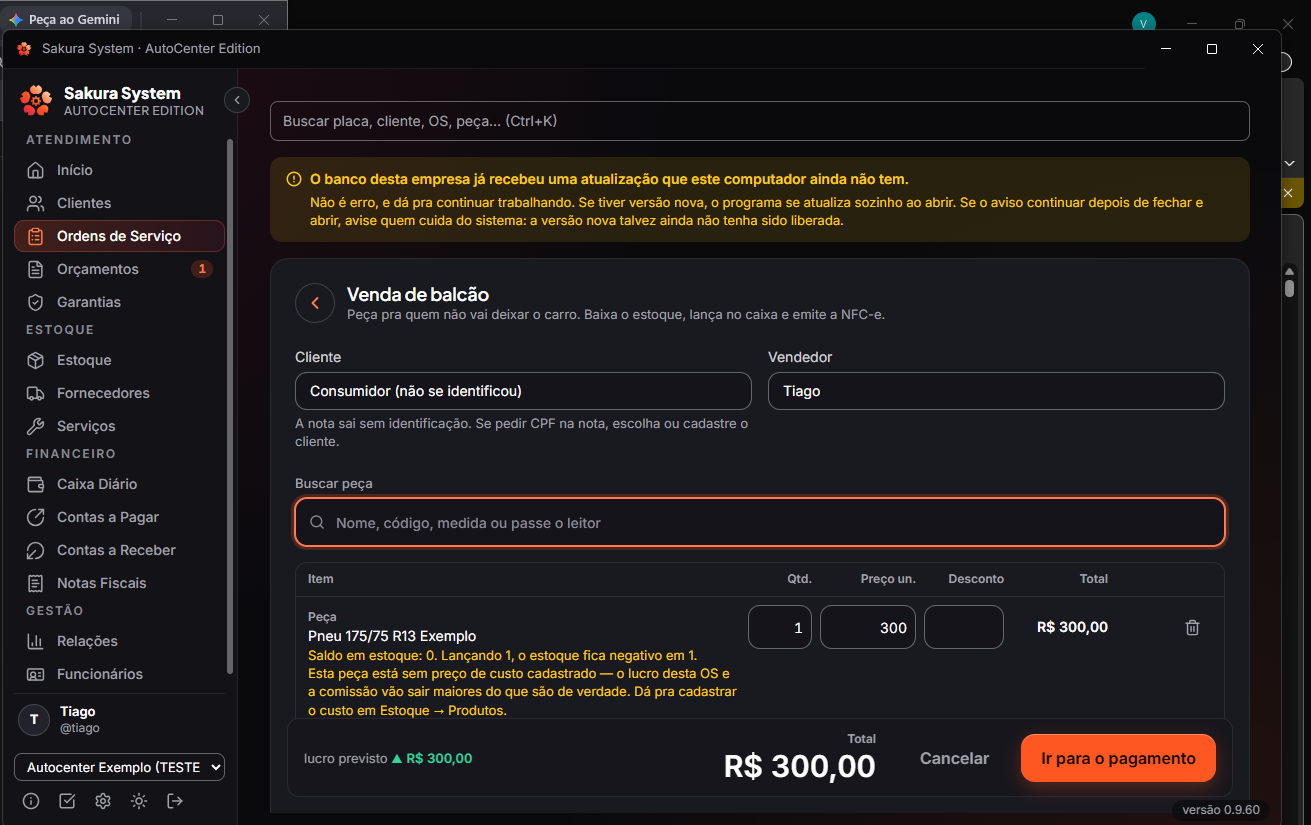 Peça ao Gemini
V
Sakura System · AutoCenter Edition
Sakura System
AUTOCENTER EDITION
ATENDIMENTO
Início
Clientes
Ordens de Serviço
Orçamentos
1
Garantias
ESTOQUE
Estoque
Fornecedores
Serviços
FINANCEIRO
Caixa Diário
Contas a Pagar
Contas a Receber
Notas Fiscais
GESTÃO
Relações
Funcionários
T
Tiago
@tiago
Autocenter Exemplo (TESTE
Buscar placa, cliente, OS, peça... (Ctrl+K)
O banco desta empresa já recebeu uma atualização que este computador ainda não tem.
Não é erro, e dá pra continuar trabalhando. Se tiver versão nova, o programa se atualiza sozinho ao abrir. Se o aviso continuar depois de fechar e
abrir, avise quem cuida do sistema: a versão nova talvez ainda não tenha sido liberada.
Venda de balcão
Peça pra quem não vai deixar o carro. Baixa o estoque, lança no caixa e emite a NFC-e.
Cliente
Vendedor
Consumidor (não se identificou)
Tiago
A nota sai sem identificação. Se pedir CPF na nota, escolha ou cadastre o
cliente.
Buscar peça
Nome, código, medida ou passe o leitor
Item Qtd. Preço un. Desconto Total
Peça
Pneu 175/75 R13 Exemplo
1 300 R$ 300,00
Saldo em estoque: 0. Lançando 1, o estoque fica negativo em 1.
Esta peça está sem preço de custo cadastrado — o lucro desta OS e
a comissão vão sair maiores do que são de verdade. Dá pra cadastrar
o custo em Estoque → Produtos.
lucro previsto ▲ R$ 300,00
Total
R$ 300,00
Cancelar
Ir para o pagamento
versão 0.9.60